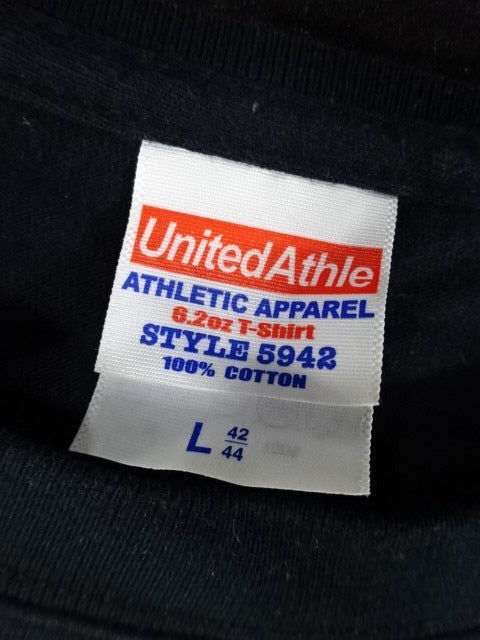 UnitedAthle
ATHLETIC APPAREL
6.2oz T-Shirt
STYLE 5942
100% COTTON
L 42/44